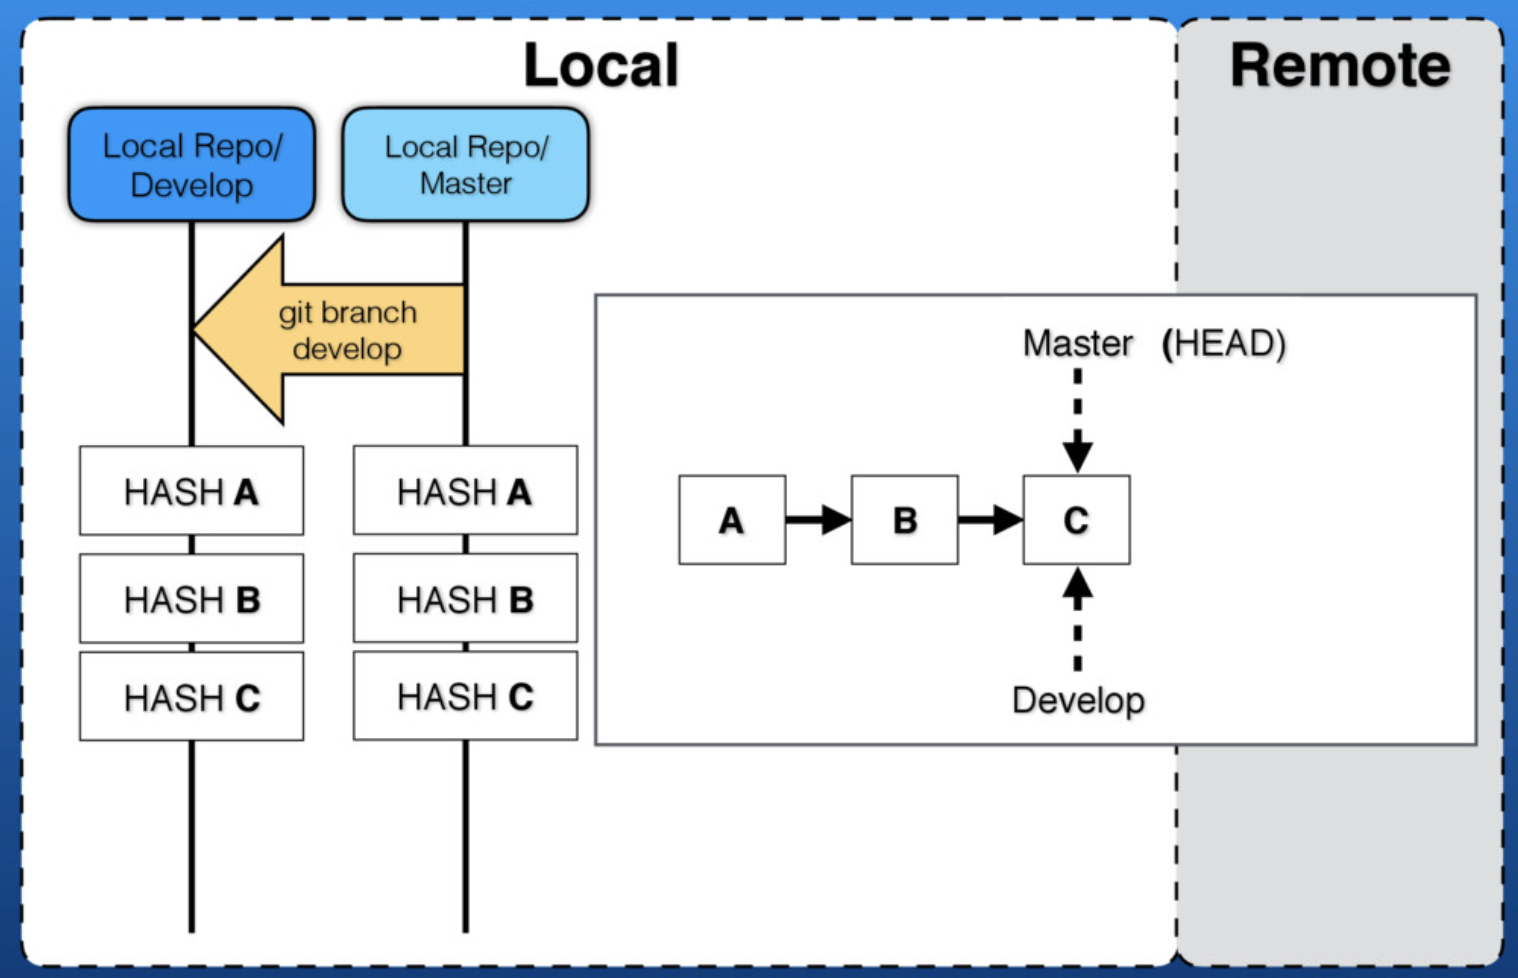 Local
Remote
Local Repo/
Develop
Local Repo/
Master
git branch
develop
HASH A
HASH B
HASH C
HASH A
HASH B
HASH C
Master (HEAD)
A
B
C
Develop